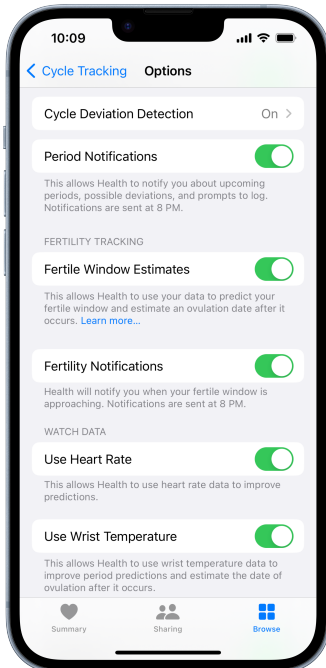 10:09
Cycle Tracking Options
Cycle Deviation Detection On
Period Notifications
This allows Health to notify you about upcoming
periods, possible deviations, and prompts to log.
Notifications are sent at 8 PM.
FERTILITY TRACKING
Fertile Window Estimates
This allows Health to use your data to predict your
fertile window and estimate an ovulation date after it
occurs. Learn more...
Fertility Notifications
Health will notify you when your fertile window is
approaching. Notifications are sent at 8 PM.
WATCH DATA
Use Heart Rate
This allows Health to use heart rate data to improve
predictions.
Use Wrist Temperature
This allows Health to use wrist temperature data to
improve period predictions and estimate the date of
ovulation after it occurs.
Summary Sharing Browse